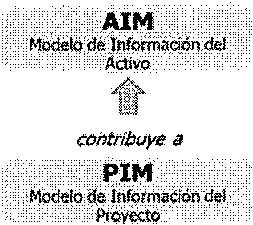 AIM
Modelo de Información del
Activo
contribuye a
PIM
Modelo de Información del
Proyecto